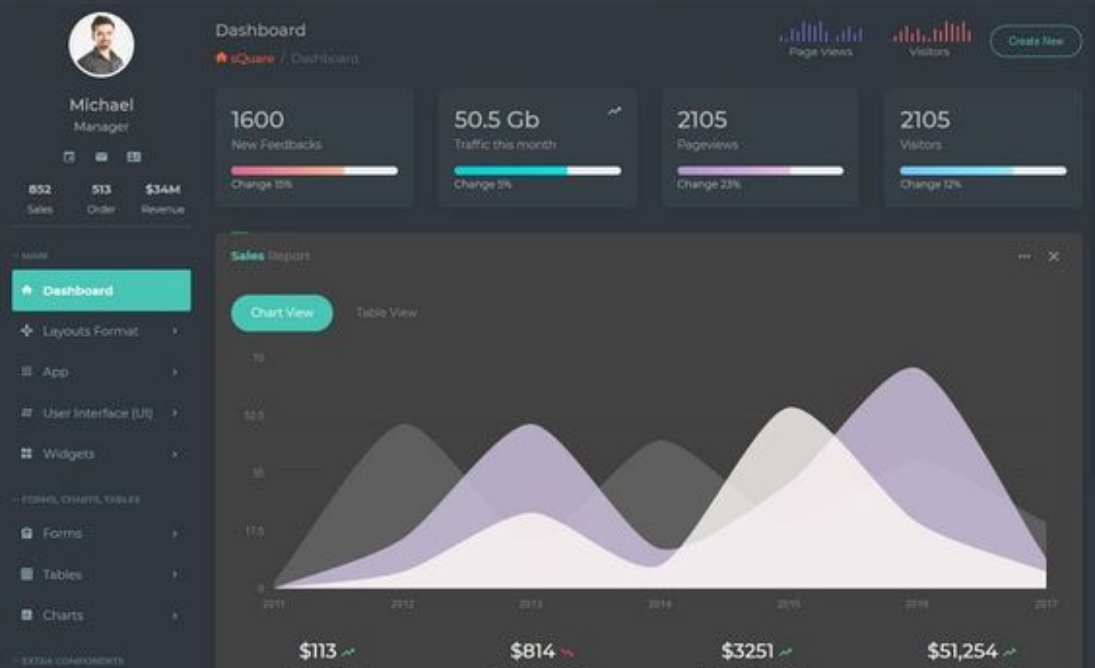 Michael
Manager
852 513 $34M
Sales Order Revenue
MAIN
Dashboard
Layouts Format
App
User Interface (UI)
Widgets
FORMS, CHARTS, TABLES
Forms
Tables
Charts
EXTRA COMPONENTS
Dashboard
sQuare / Dashboard
Page Views
Visitors
Create New
1600
New Feedbacks
Change 15%
50.5 Gb
Traffic this month
Change 5%
2105
Pageviews
Change 23%
2105
Visitors
Change 12%
Sales Report
Chart View Table View
70
52.5
35
17.5
0
2011 2012 2013 2014 2015 2016 2017
$113 $814 $3251 $51,254